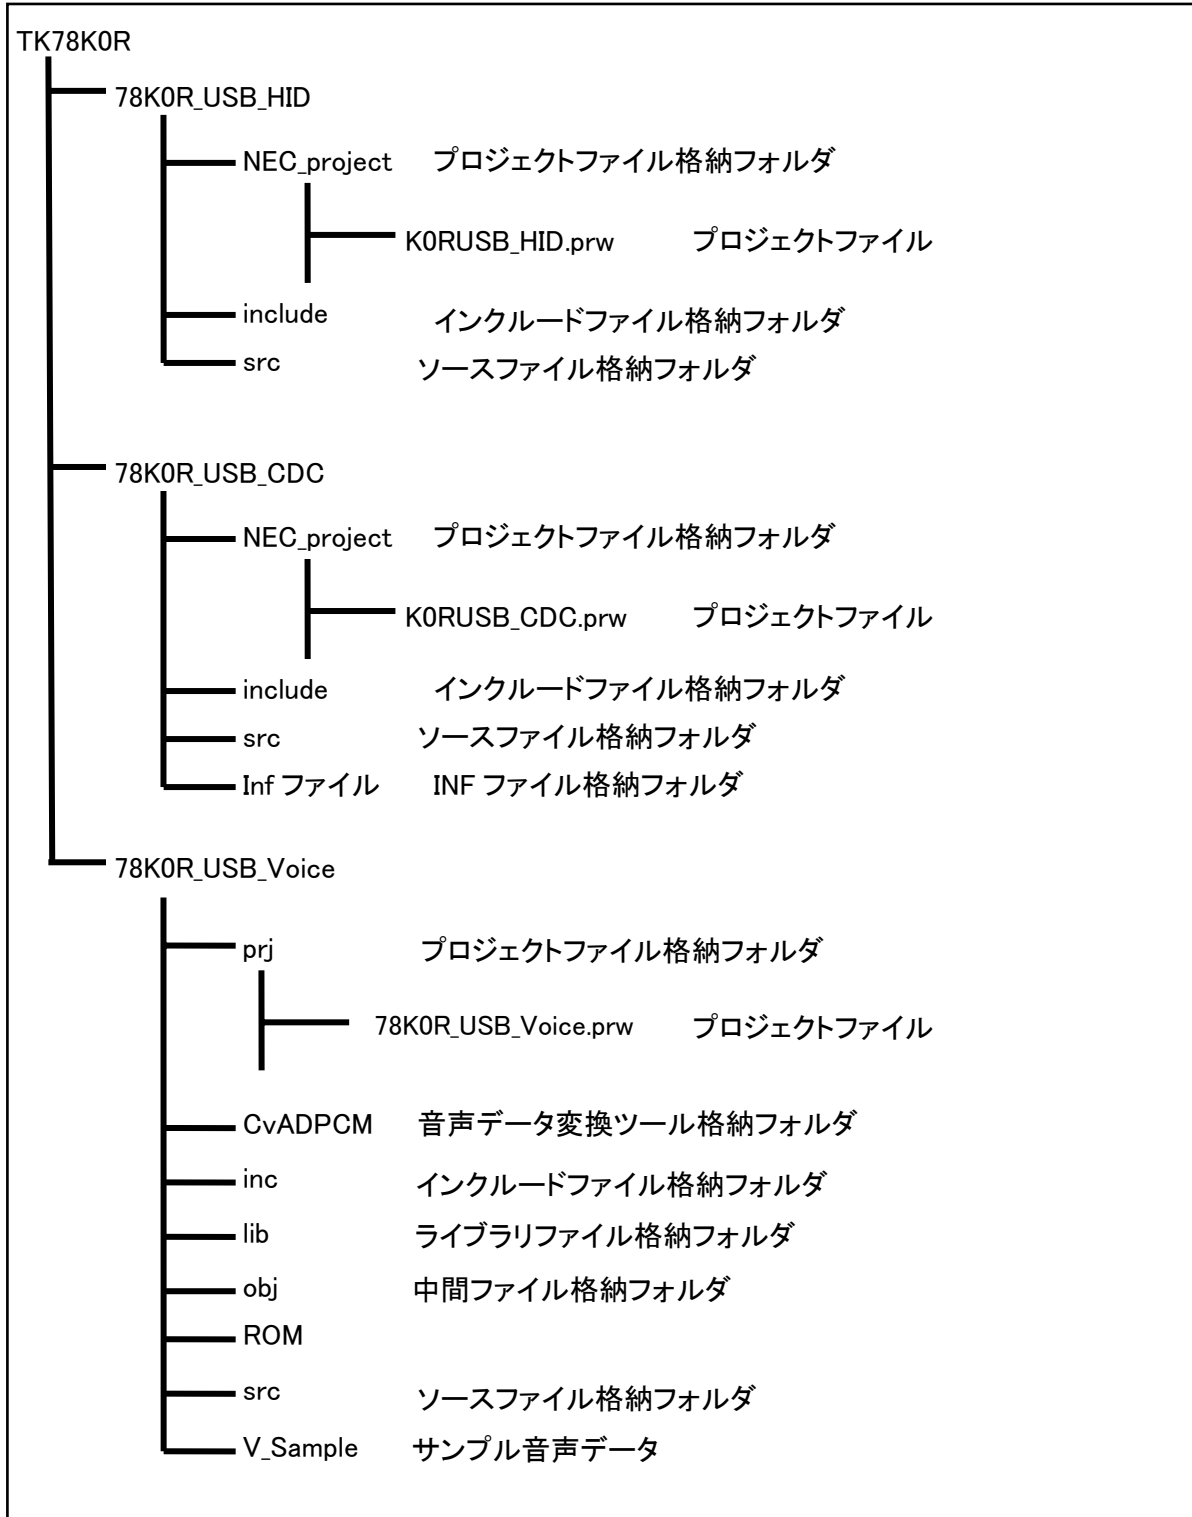 TK78K0R
78K0R_USB_HID
NEC_project プロジェクトファイル格納フォルダ
K0RUSB_HID.prw プロジェクトファイル
include インクルードファイル格納フォルダ
src ソースファイル格納フォルダ
78K0R_USB_CDC
NEC_project プロジェクトファイル格納フォルダ
K0RUSB_CDC.prw プロジェクトファイル
include インクルードファイル格納フォルダ
src ソースファイル格納フォルダ
Inf ファイル INF ファイル格納フォルダ
78K0R_USB_Voice
prj プロジェクトファイル格納フォルダ
78K0R_USB_Voice.prw プロジェクトファイル
CvADPCM 音声データ変換ツール格納フォルダ
inc インクルードファイル格納フォルダ
lib ライブラリファイル格納フォルダ
obj 中間ファイル格納フォルダ
ROM
src ソースファイル格納フォルダ
V_Sample サンプル音声データ